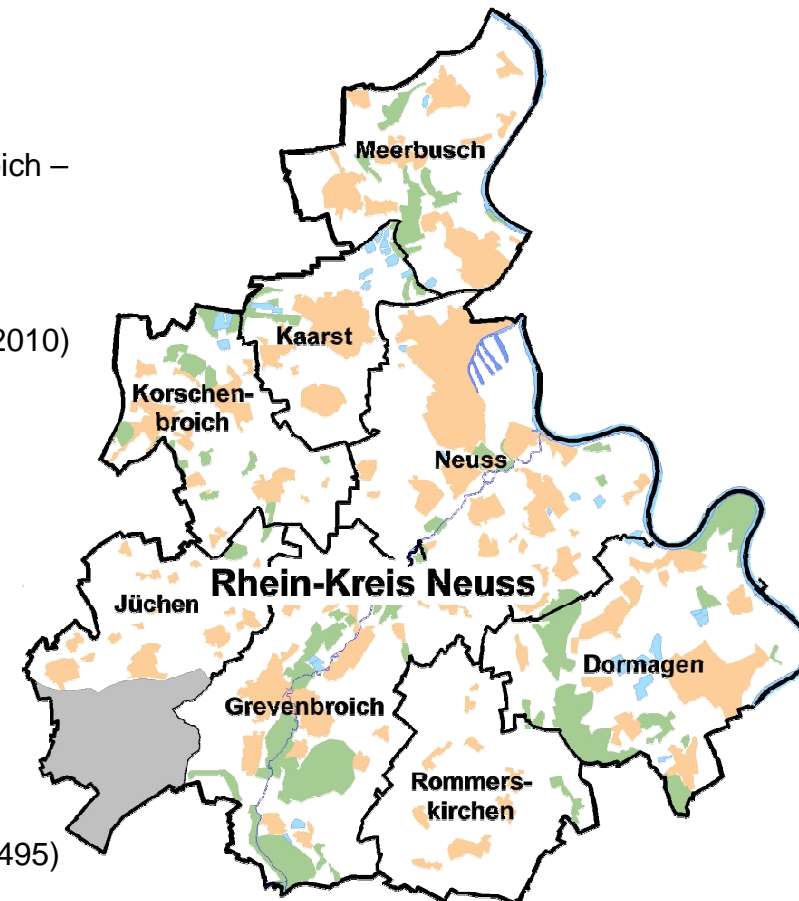 Meerbusch
ich –
Kaarst
2010)
Korschen-
broich
Neuss
Rhein-Kreis Neuss
Jüchen
Dormagen
Grevenbroich
Rommers-
kirchen
495)